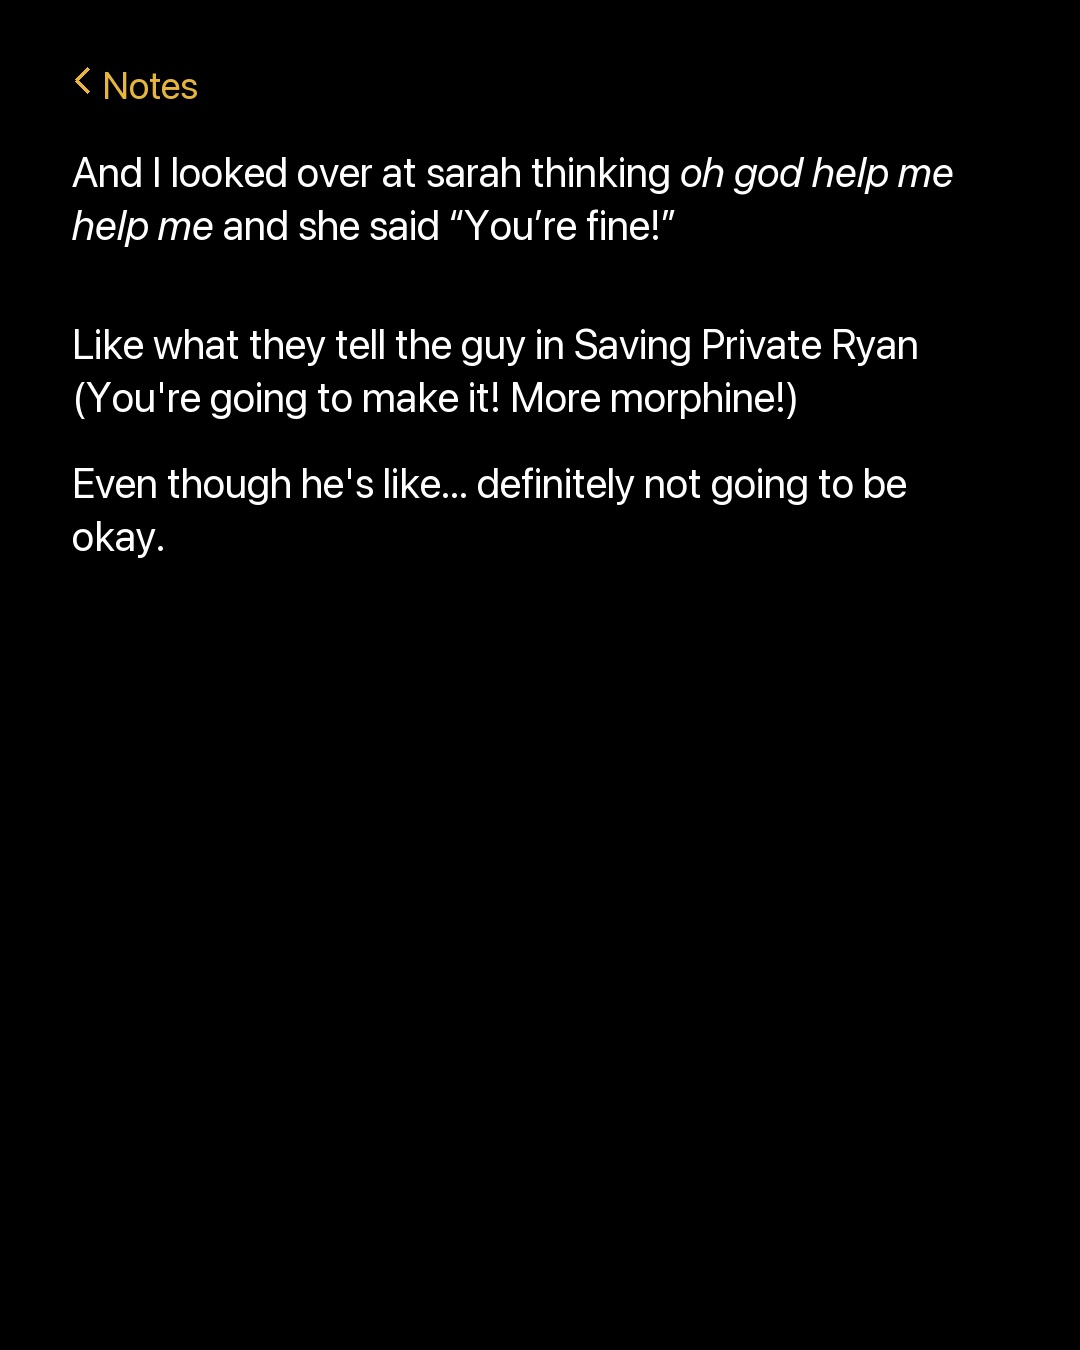 Notes
And I looked over at sarah thinking oh god help me
help me and she said “You’re fine!”
Like what they tell the guy in Saving Private Ryan
(You're going to make it! More morphine!)
Even though he's like... definitely not going to be
okay.